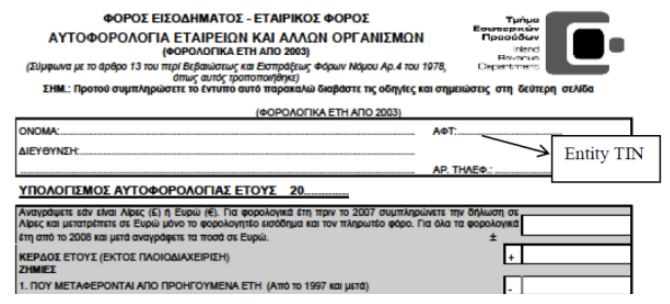 ΦΟΡΟΣ ΕΙΣΟΔΗΜΑΤΟΣ - ΕΤΑΙΡΙΚΟΣ ΦΟΡΟΣ
ΑΥΤΟΦΟΡΟΛΟΓΙΑ ΕΤΑΙΡΕΙΩΝ ΚΑΙ ΑΛΛΩΝ ΟΡΓΑΝΙΣΜΩΝ
(ΦΟΡΟΛΟΓΙΚΑ ΕΤΗ ΑΠΟ 2003)
(Σύμφωνα με το άρθρο 13 του περί Βεβαιώσεως και Εισπράξεως Φόρων Νόμου Αρ.4 του 1978,
όπως αυτός τροποποιήθηκε)
Τμήμα
Εσωτερικών
Προσόδων
Inland
Revenue
Department
ΣΗΜ.: Προτού συμπληρώσετε το έντυπο αυτό παρακαλώ διαβάστε τις οδηγίες και σημειώσεις στη δεύτερη σελίδα
(ΦΟΡΟΛΟΓΙΚΑ ΕΤΗ ΑΠΟ 2003)
ΟΝΟΜΑ: ΑΦΤ:
ΔΙΕΥΘΥΝΣΗ:
Entity TIN
ΑΡ. ΤΗΛΕΦ.:
ΥΠΟΛΟΓΙΣΜΟΣ ΑΥΤΟΦΟΡΟΛΟΓΙΑΣ ΕΤΟΥΣ 20.............
Αναγράψετε εάν είναι Λίρες (£) ή Ευρώ (€). Για φορολογικά έτη πριν το 2007 συμπληρώνετε την δήλωση σε
Λίρες και μετατρέπετε σε Ευρώ μόνο το φορολογητέο εισόδημα και τον πληρωτέο φόρο. Για όλα τα φορολογικά
έτη από το 2008 και μετά αναγράφετε τα ποσά σε Ευρώ. ±
ΚΕΡΔΟΣ ΕΤΟΥΣ (ΕΚΤΟΣ ΠΛΟΙΟΔΙΑΧΕΙΡΙΣΗ) +
ΖΗΜΙΕΣ
1. ΠΟΥ ΜΕΤΑΦΕΡΟΝΤΑΙ ΑΠΟ ΠΡΟΗΓΟΥΜΕΝΑ ΕΤΗ (Από το 1997 και μετά) -